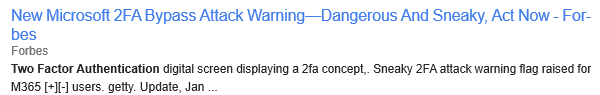 New Microsoft 2FA Bypass Attack Warning—Dangerous And Sneaky, Act Now - For-
bes
Forbes
Two Factor Authentication digital screen displaying a 2fa concept,. Sneaky 2FA attack warning flag raised for
M365 [+][-] users. getty. Update, Jan ...